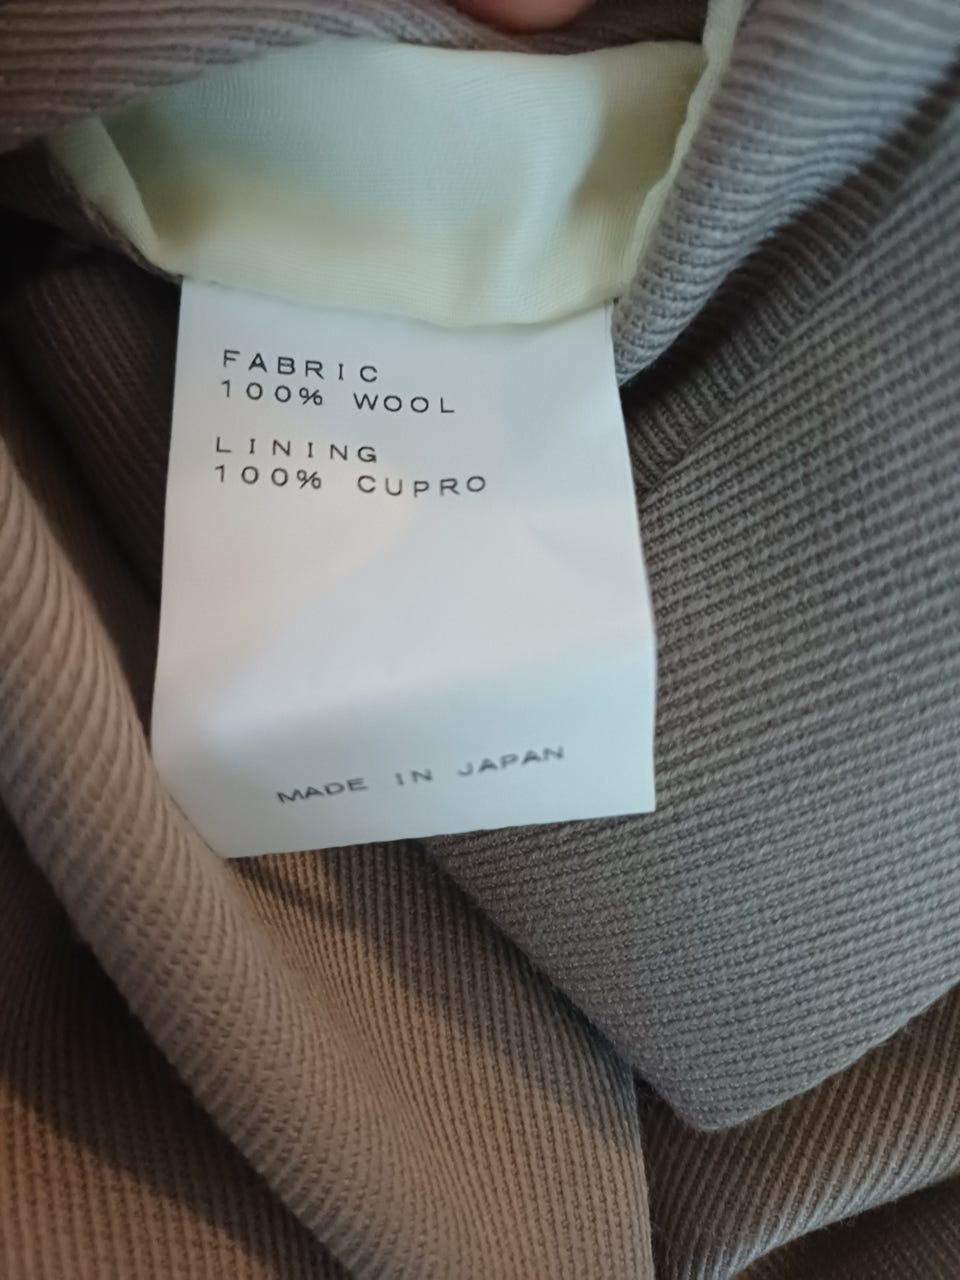 FABRIC
100% WOOL
LINING
100% CUPRO
MADE IN JAPAN